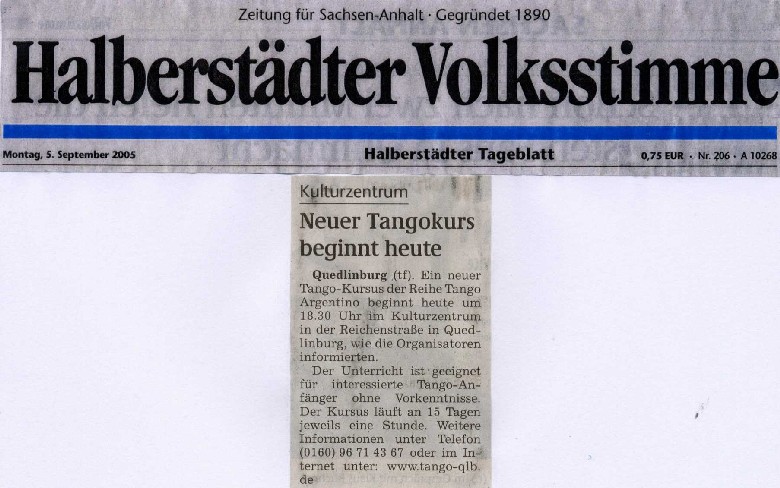 Zeitung für Sachsen-Anhalt · Gegründet 1890
Halberstädter Volksstimme
Montag, 5. September 2005 Halberstädter Tageblatt 0,75 EUR · Nr. 206 · A 10268
Kulturzentrum
Neuer Tangokurs
beginnt heute
Quedlinburg (tf). Ein neuer
Tango-Kursus der Reihe Tango
Argentino beginnt heute um
18.30 Uhr im Kulturzentrum
in der Reichenstraße in Qued-
linburg, wie die Organisatoren
informierten.
Der Unterricht ist geeignet
für interessierte Tango-An-
fänger ohne Vorkenntnisse.
Der Kursus läuft an 15 Tagen
jeweils eine Stunde. Weitere
Informationen unter Telefon
(0160) 96 71 43 67 oder im In-
ternet unter: www.tango-qlb.
de